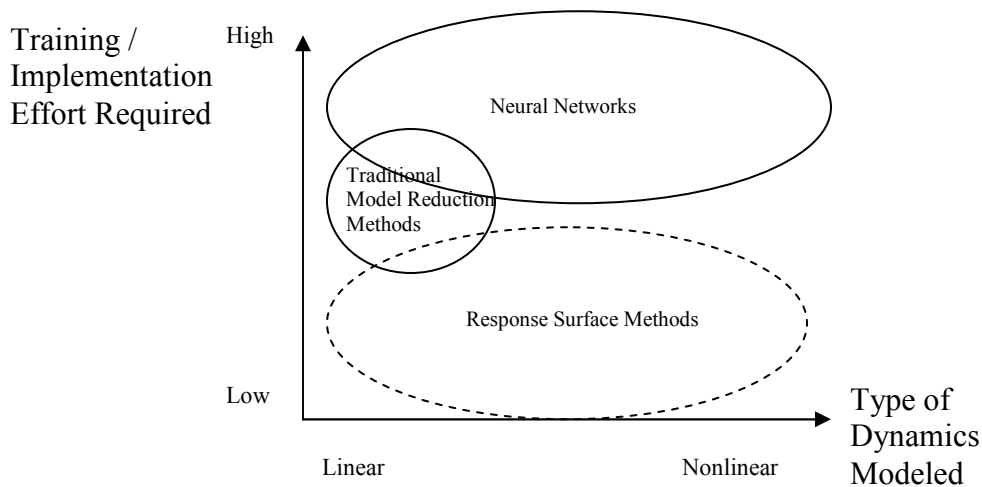 Training /
Implementation
Effort Required
High
Neural Networks
Traditional
Model Reduction
Methods
Response Surface Methods
Low
Type of
Dynamics
Modeled
Linear
Nonlinear